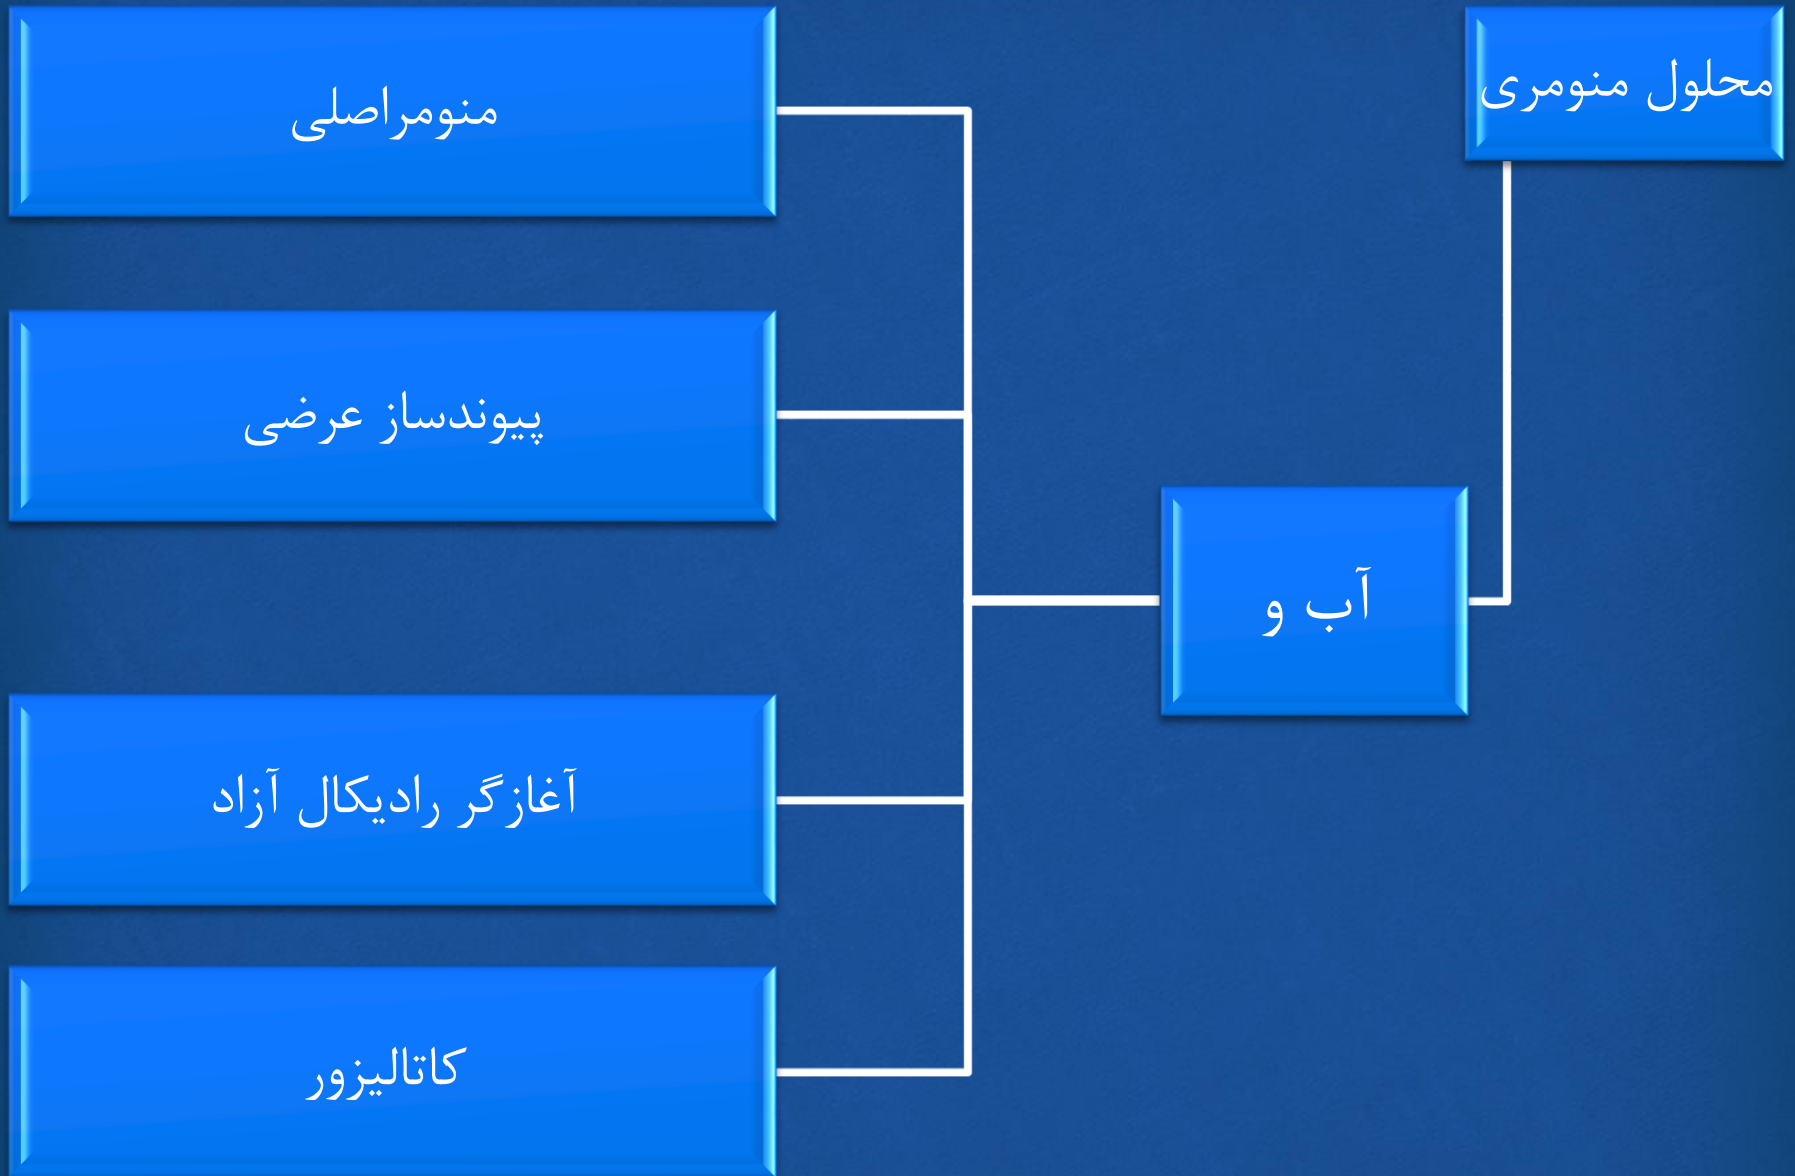 محلول منومری
آب و
منومراصلی
پیوندساز عرضی
آغازگر رادیکال آزاد
کاتالیزور